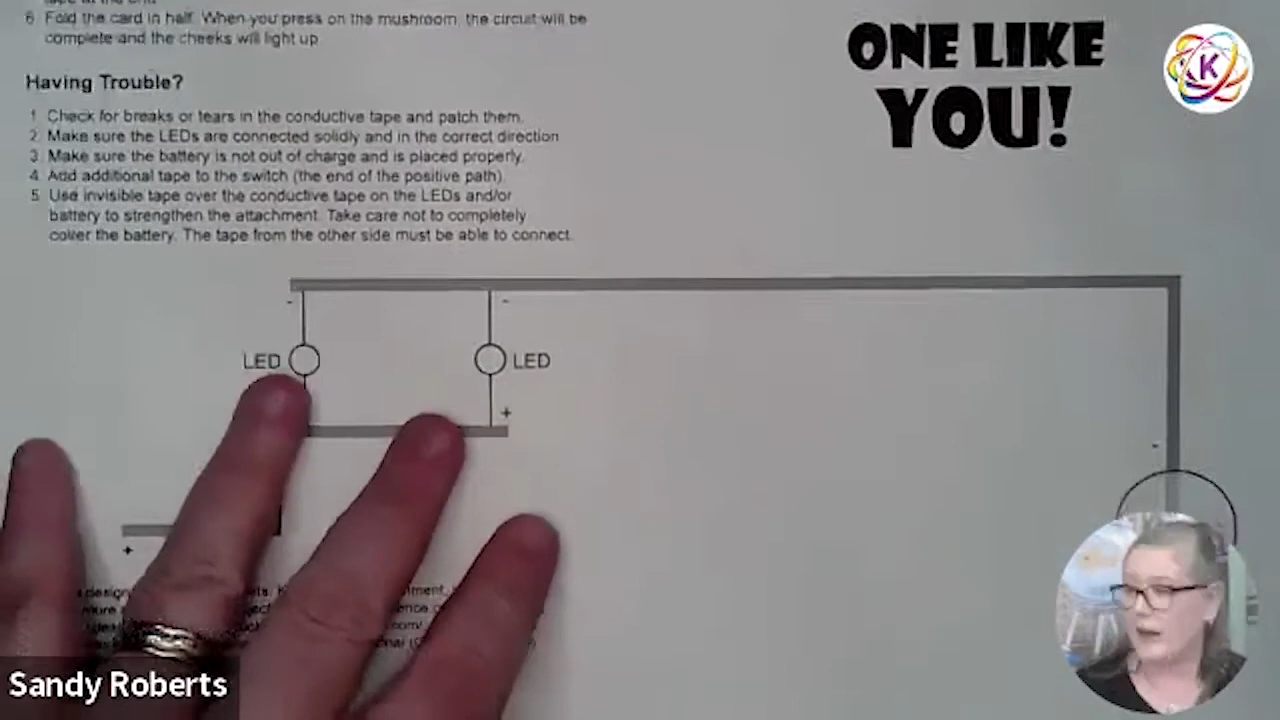 6. Fold the card in half. When you press on the mushroom, the circuit will be
complete and the cheeks will light up.
Having Trouble?
1. Check for breaks or tears in the conductive tape and patch them.
2. Make sure the LEDs are connected solidly and in the correct direction
3. Make sure the battery is not out of charge and is placed properly.
4. Add additional tape to the switch (the end of the positive path).
5. Use invisible tape over the conductive tape on the LEDs and/or
battery to strengthen the attachment. Take care not to completely
cover the battery. The tape from the other side must be able to connect.
ONE LIKE
YOU!
K
- -
LED LED
+
-
+
Sandy Roberts